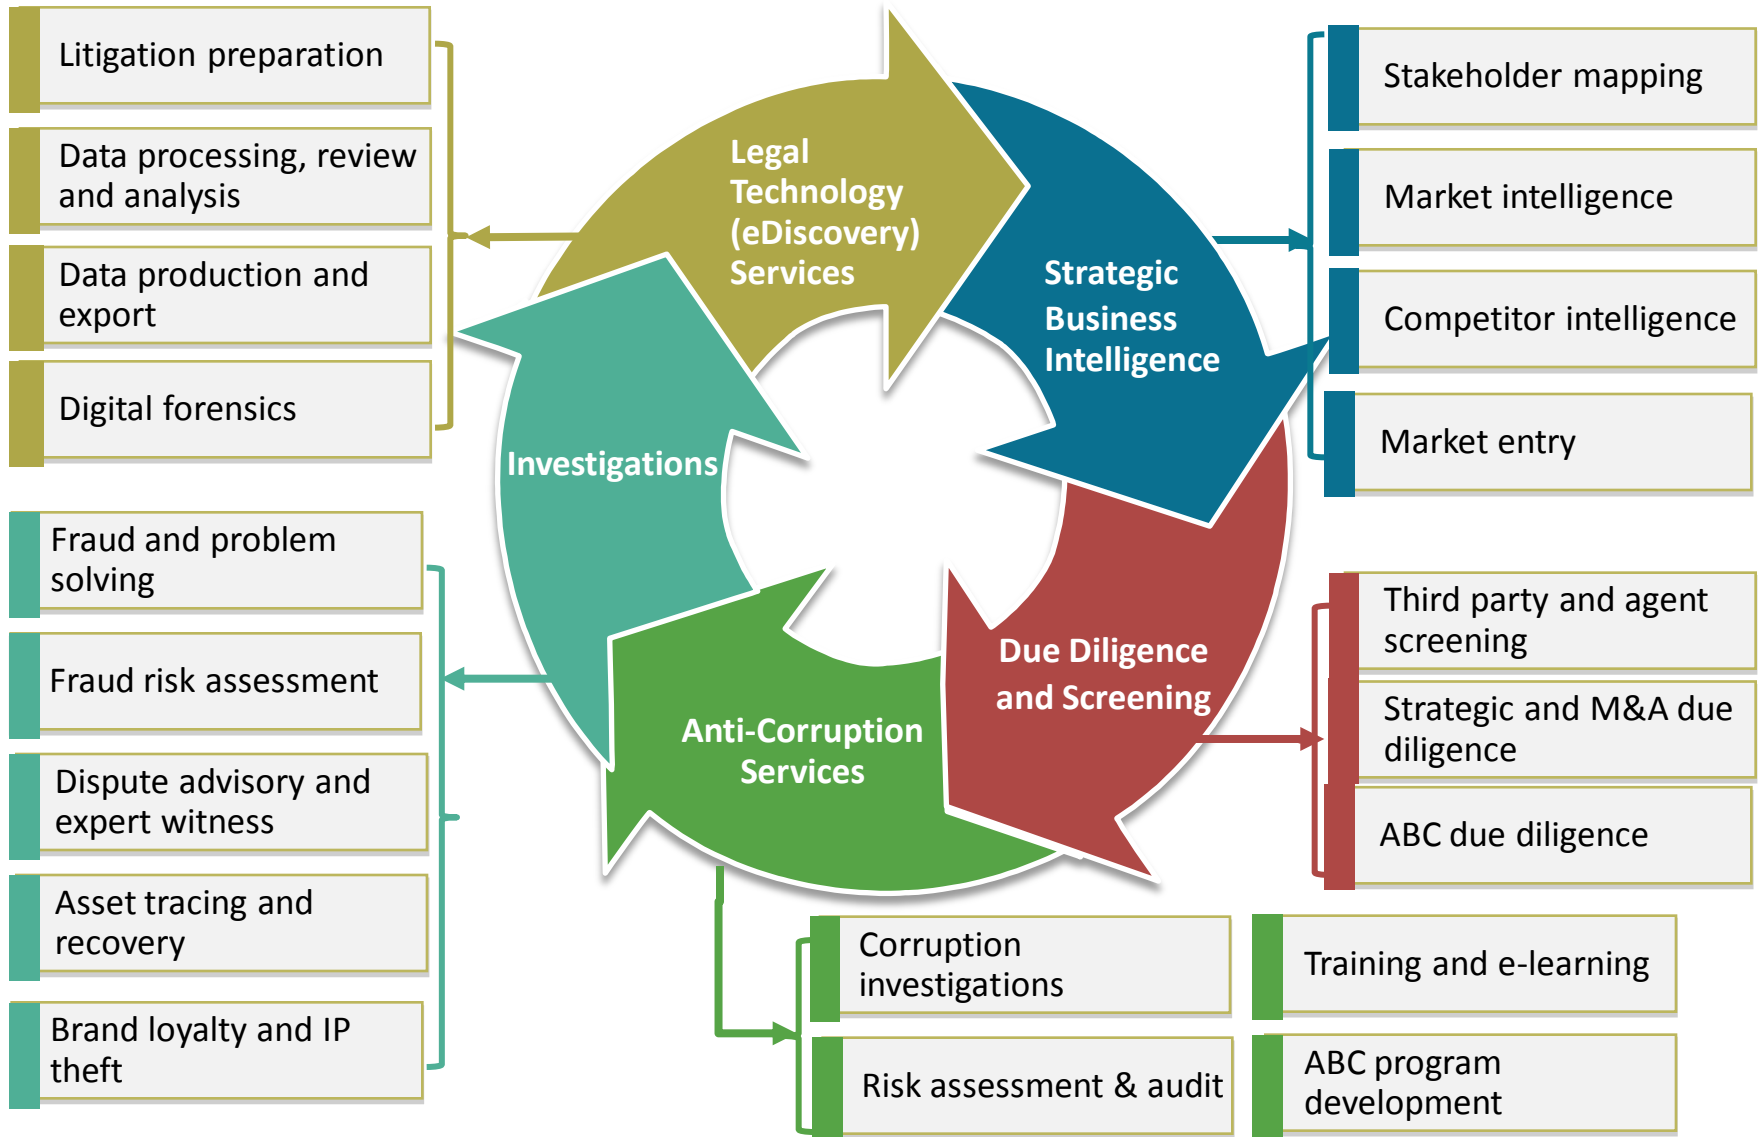 Litigation preparation
Data processing, review
and analysis
Data production and
export
Digital forensics
Legal
Technology
(eDiscovery)
Services
Strategic
Business
Intelligence
Stakeholder mapping
Market intelligence
Competitor intelligence
Market entry
Investigations
Fraud and problem
solving
Fraud risk assessment
Dispute advisory and
expert witness
Asset tracing and
recovery
Brand loyalty and IP
theft
Due Diligence
and Screening
Third party and agent
screening
Strategic and M&A due
diligence
ABC due diligence
Anti-Corruption
Services
Corruption
investigations
Risk assessment & audit
Training and e-learning
ABC program
development